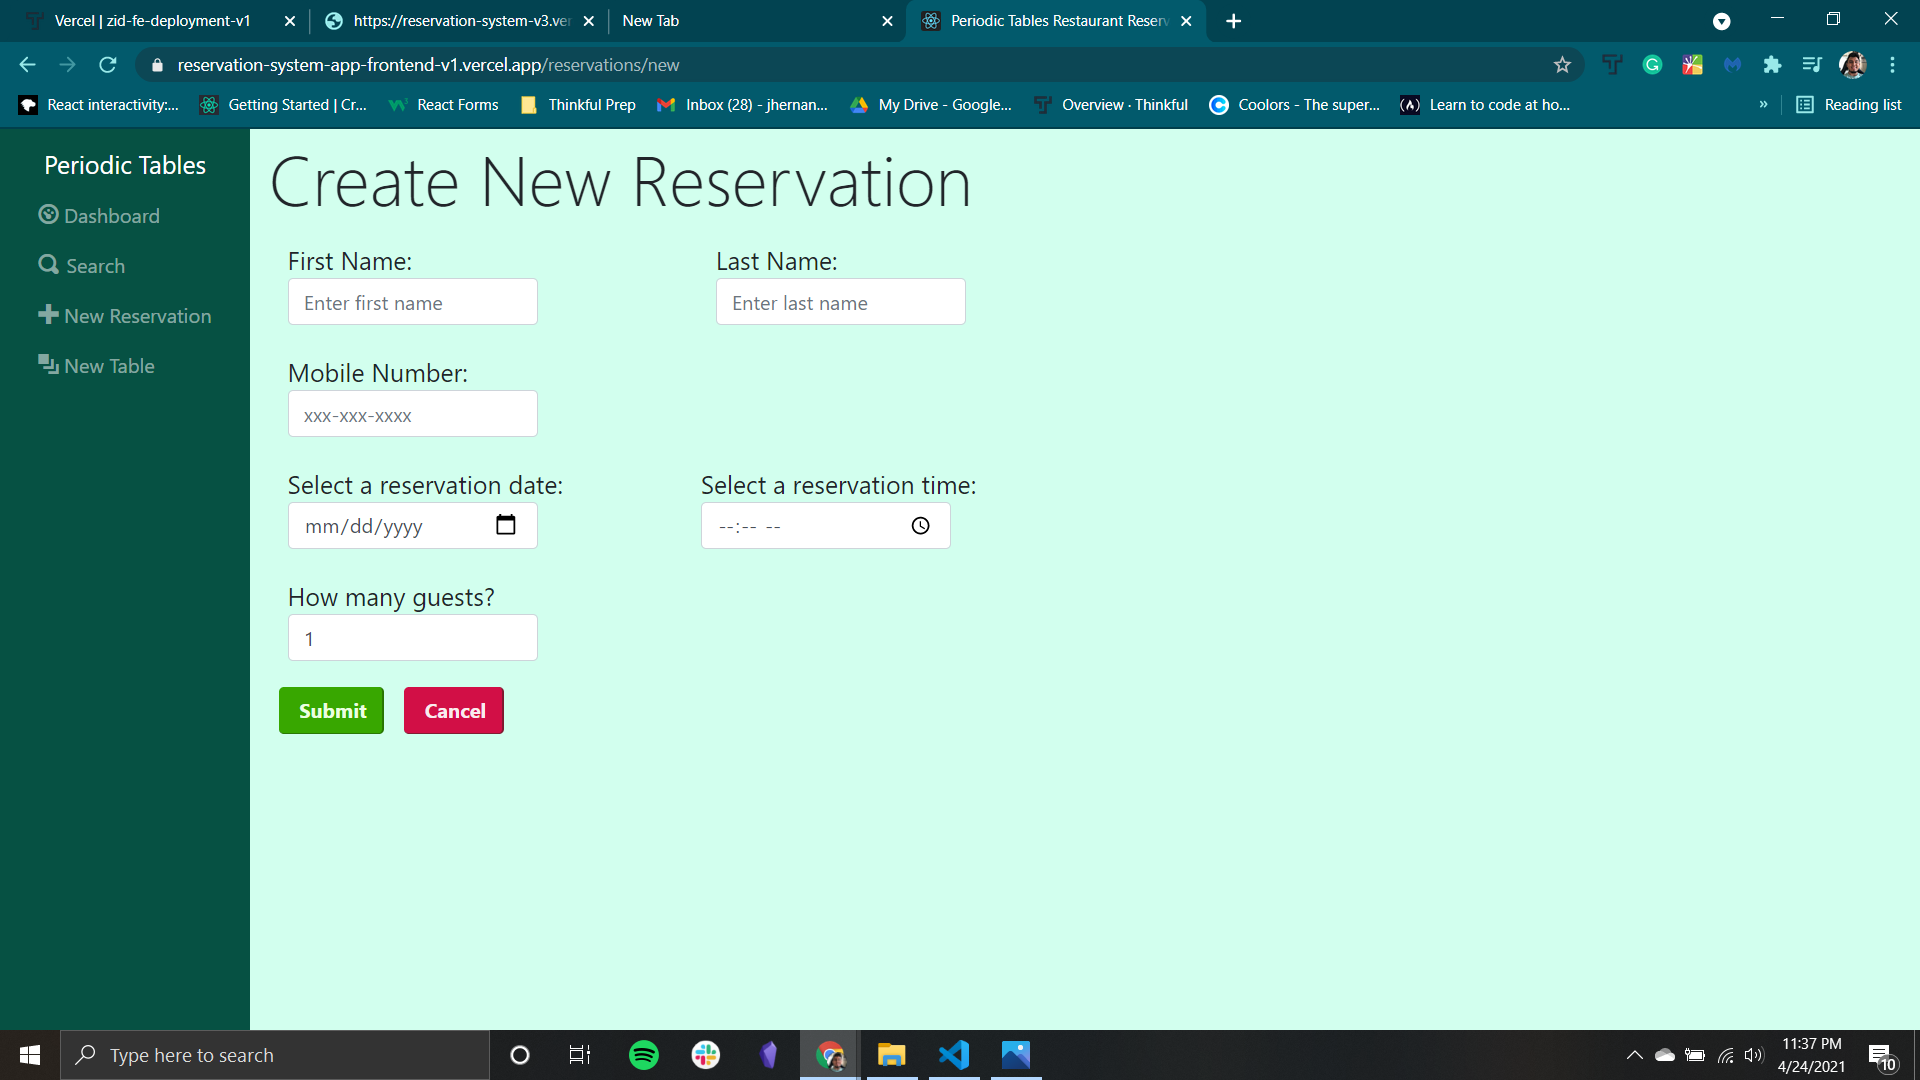 Vercel | zid-fe-deployment-v1
https://reservation-system-v3.ver
New Tab
Periodic Tables Restaurant Reserv
reservation-system-app-frontend-v1.vercel.app/reservations/new
React interactivity:...
Getting Started | Cr...
React Forms
Thinkful Prep
Inbox (28) - jhernan...
My Drive - Google...
Overview · Thinkful
Coolors - The super...
Learn to code at ho...
»
Reading list
Periodic Tables
Dashboard
Search
New Reservation
New Table
Create New Reservation
First Name:
Last Name:
Enter first name
Enter last name
Mobile Number:
xxx-xxx-xxxx
Select a reservation date:
Select a reservation time:
mm/dd/yyyy
--:-- --
How many guests?
1
Submit
Cancel
Type here to search
11:37 PM
4/24/2021
10